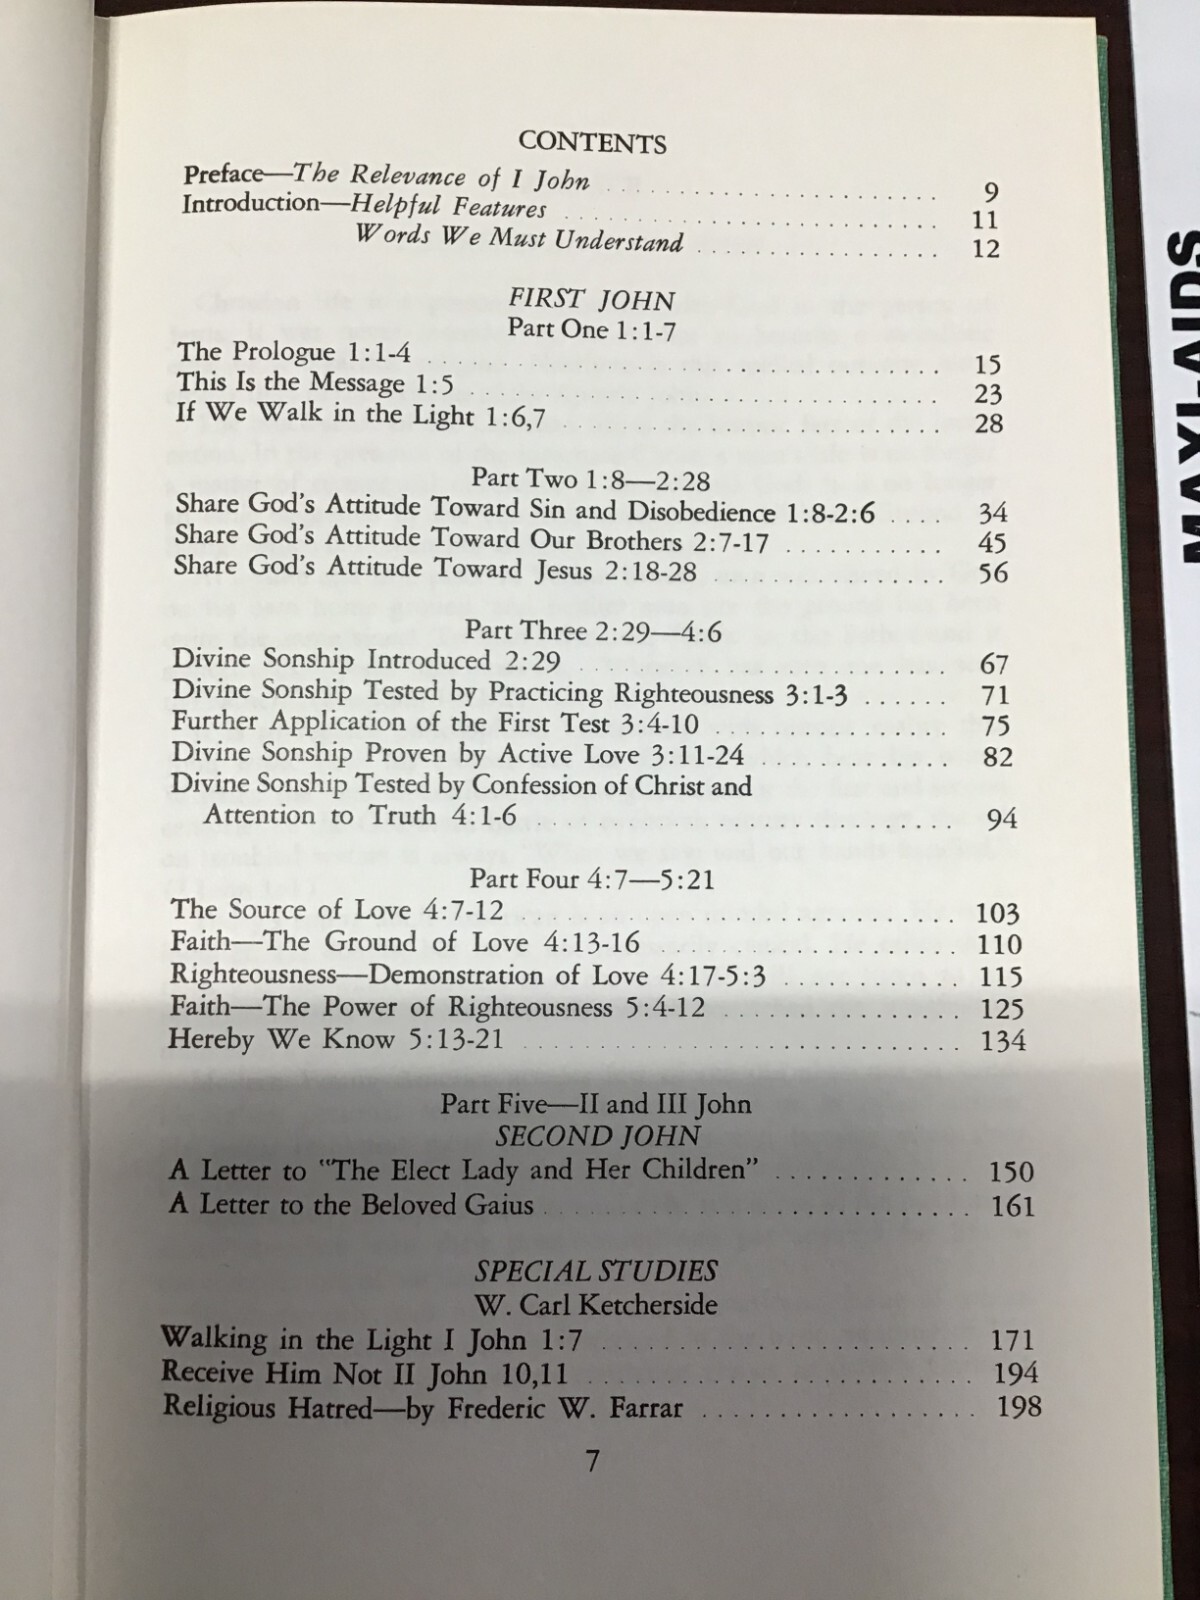 CONTENTS
Preface—The Relevance of I John . . . . . . . . . . . . . . . . . . . . . . . . . 9
Introduction—Helpful Features . . . . . . . . . . . . . . . . . . . . . . . . . . . 11
Words We Must Understand . . . . . . . . . . . . . . . . . . 12
FIRST JOHN
Part One 1:1-7
The Prologue 1:1-4 . . . . . . . . . . . . . . . . . . . . . . . . . . . . . . . . . . . . . 15
This Is the Message 1:5 . . . . . . . . . . . . . . . . . . . . . . . . . . . . . . . . . . 23
If We Walk in the Light 1:6,7 . . . . . . . . . . . . . . . . . . . . . . . . . . . . 28
Part Two 1:8—2:28
Share God's Attitude Toward Sin and Disobedience 1:8-2:6 . . . . 34
Share God's Attitude Toward Our Brothers 2:7-17 . . . . . . . . . . . 45
Share God's Attitude Toward Jesus 2:18-28 . . . . . . . . . . . . . . . . 56
Part Three 2:29—4:6
Divine Sonship Introduced 2:29 . . . . . . . . . . . . . . . . . . . . . . . . . . 67
Divine Sonship Tested by Practicing Righteousness 3:1-3 . . . . . . 71
Further Application of the First Test 3:4-10 . . . . . . . . . . . . . . . . . 75
Divine Sonship Proven by Active Love 3:11-24 . . . . . . . . . . . . . 82
Divine Sonship Tested by Confession of Christ and
Attention to Truth 4:1-6 . . . . . . . . . . . . . . . . . . . . . . . . . . . . . 94
Part Four 4:7—5:21
The Source of Love 4:7-12 . . . . . . . . . . . . . . . . . . . . . . . . . . . . . . . 103
Faith—The Ground of Love 4:13-16 . . . . . . . . . . . . . . . . . . . . . . 110
Righteousness—Demonstration of Love 4:17-5:3 . . . . . . . . . . . . 115
Faith—The Power of Righteousness 5:4-12 . . . . . . . . . . . . . . . . . 125
Hereby We Know 5:13-21 . . . . . . . . . . . . . . . . . . . . . . . . . . . . . . . 134
Part Five—II and III John
SECOND JOHN
A Letter to "The Elect Lady and Her Children" . . . . . . . . . . . . . 150
A Letter to the Beloved Gaius . . . . . . . . . . . . . . . . . . . . . . . . . . . . . 161
SPECIAL STUDIES
W. Carl Ketcherside
Walking in the Light I John 1:7 . . . . . . . . . . . . . . . . . . . . . . . . . . 171
Receive Him Not II John 10,11 . . . . . . . . . . . . . . . . . . . . . . . . . . . 194
Religious Hatred—by Frederic W. Farrar . . . . . . . . . . . . . . . . . . . 198
7
MAXI-AIDS